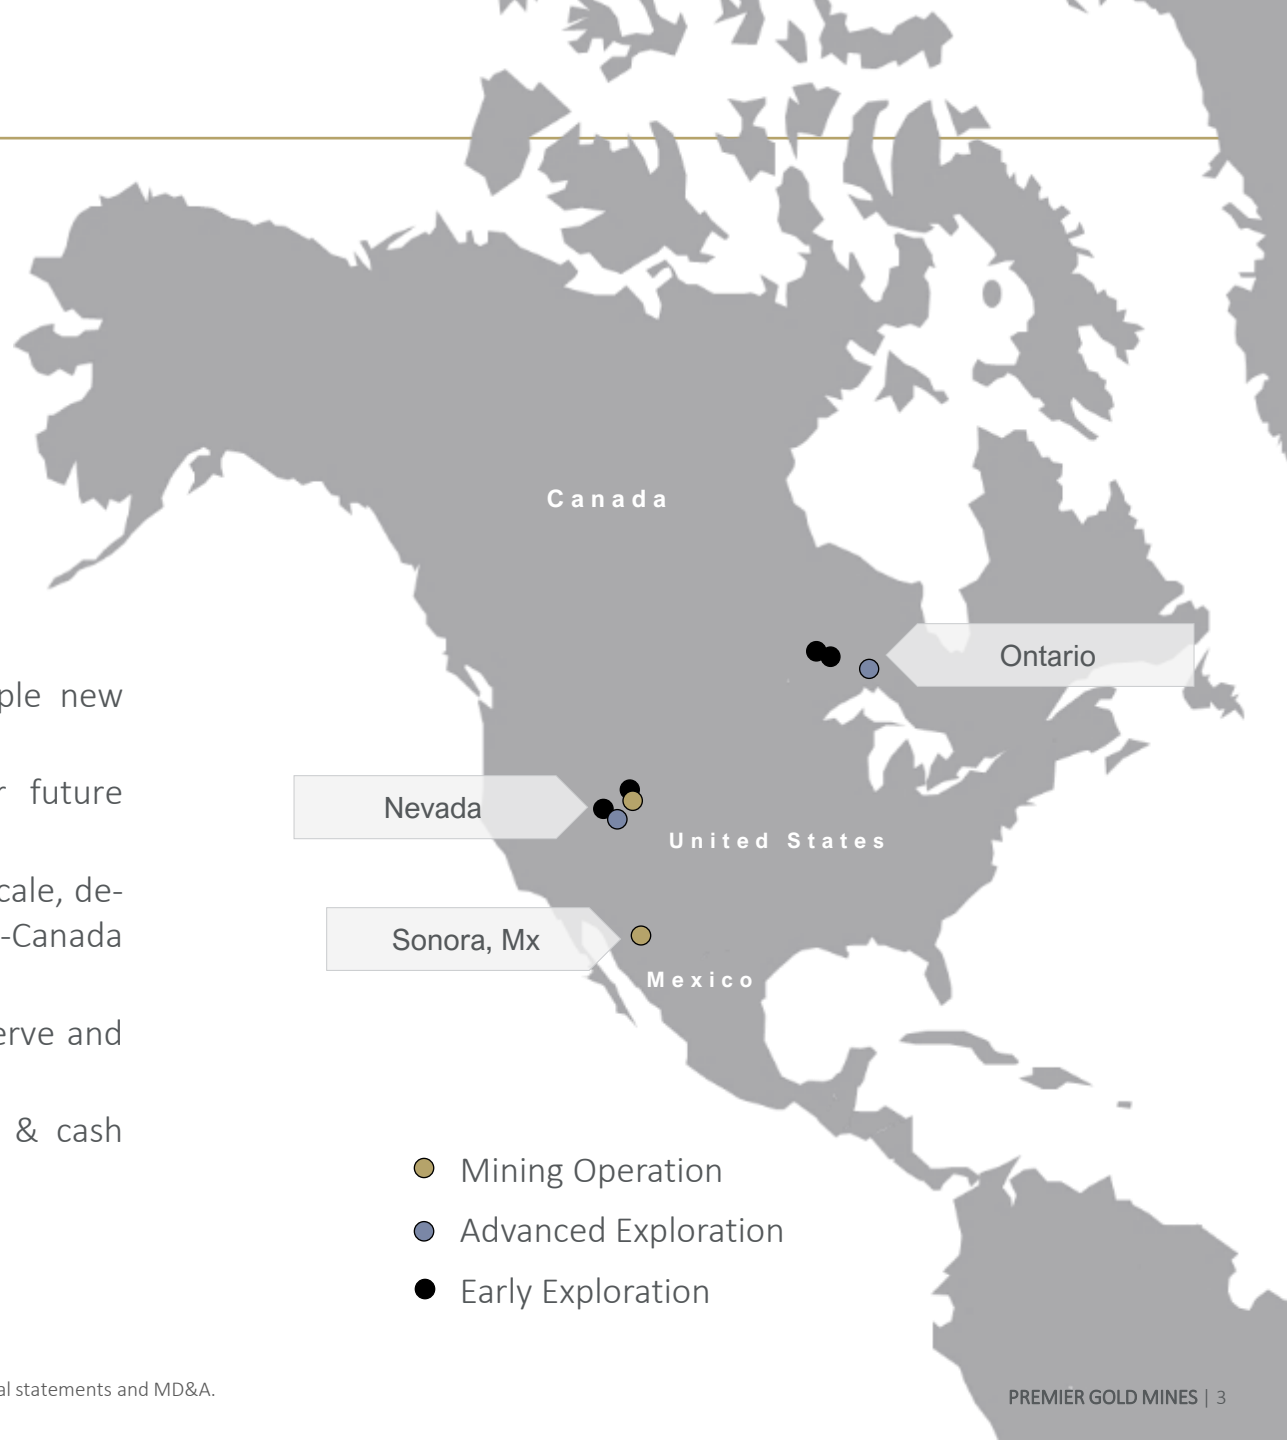 Canada
Ontario
ple new
r future
Nevada
United States
cale, de-
-Canada
Sonora, Mx
Mexico
erve and
& cash
Mining Operation
Advanced Exploration
Early Exploration
al statements and MD&A.
PREMIER GOLD MINES | 3